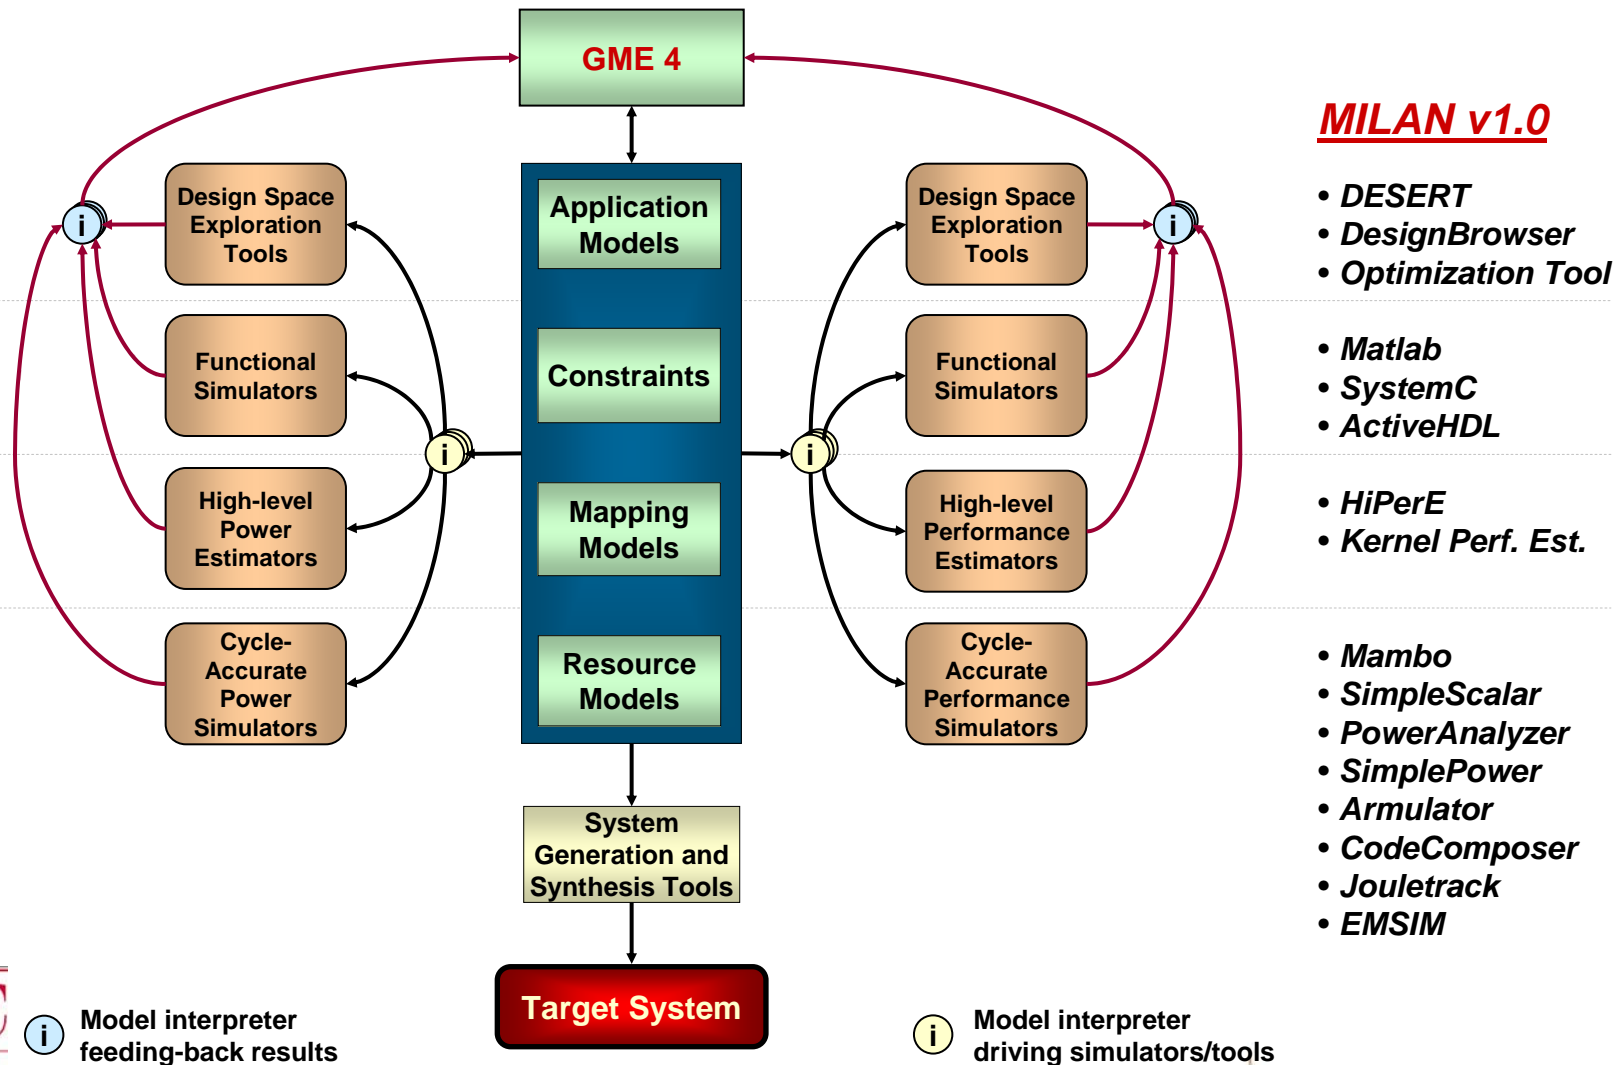 GME 4
MILAN v1.0
Design Space
Exploration
Tools
Functional
Simulators
High-level
Power
Estimators
Cycle-
Accurate
Power
Simulators
i
i
Application
Models
Constraints
Mapping
Models
Resource
Models
System
Generation and
Synthesis Tools
Target System
i
i
Design Space
Exploration
Tools
Functional
Simulators
High-level
Performance
Estimators
Cycle-
Accurate
Performance
Simulators
• DESERT
• DesignBrowser
• Optimization Tool
• Matlab
• SystemC
• ActiveHDL
• HiPerE
• Kernel Perf. Est.
• Mambo
• SimpleScalar
• PowerAnalyzer
• SimplePower
• Armulator
• CodeComposer
• Jouletrack
• EMSIM
i
Model interpreter
feeding-back results
i
Model interpreter
driving simulators/tools